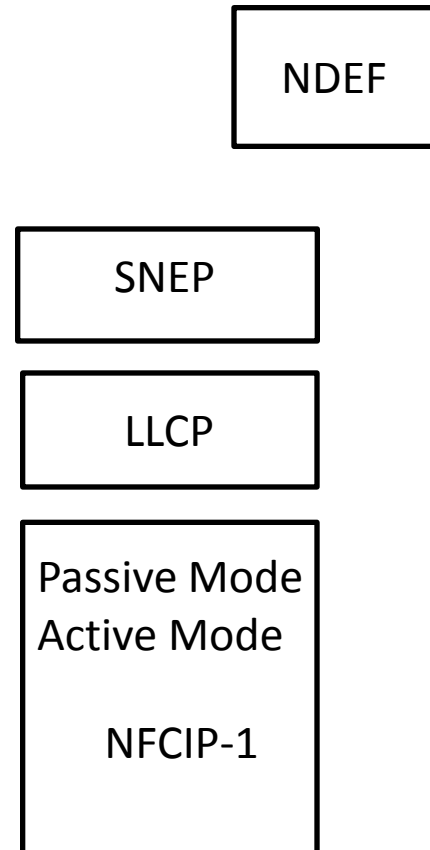 NDEF
SNEP
LLCP
Passive Mode
Active Mode
NFCIP-1